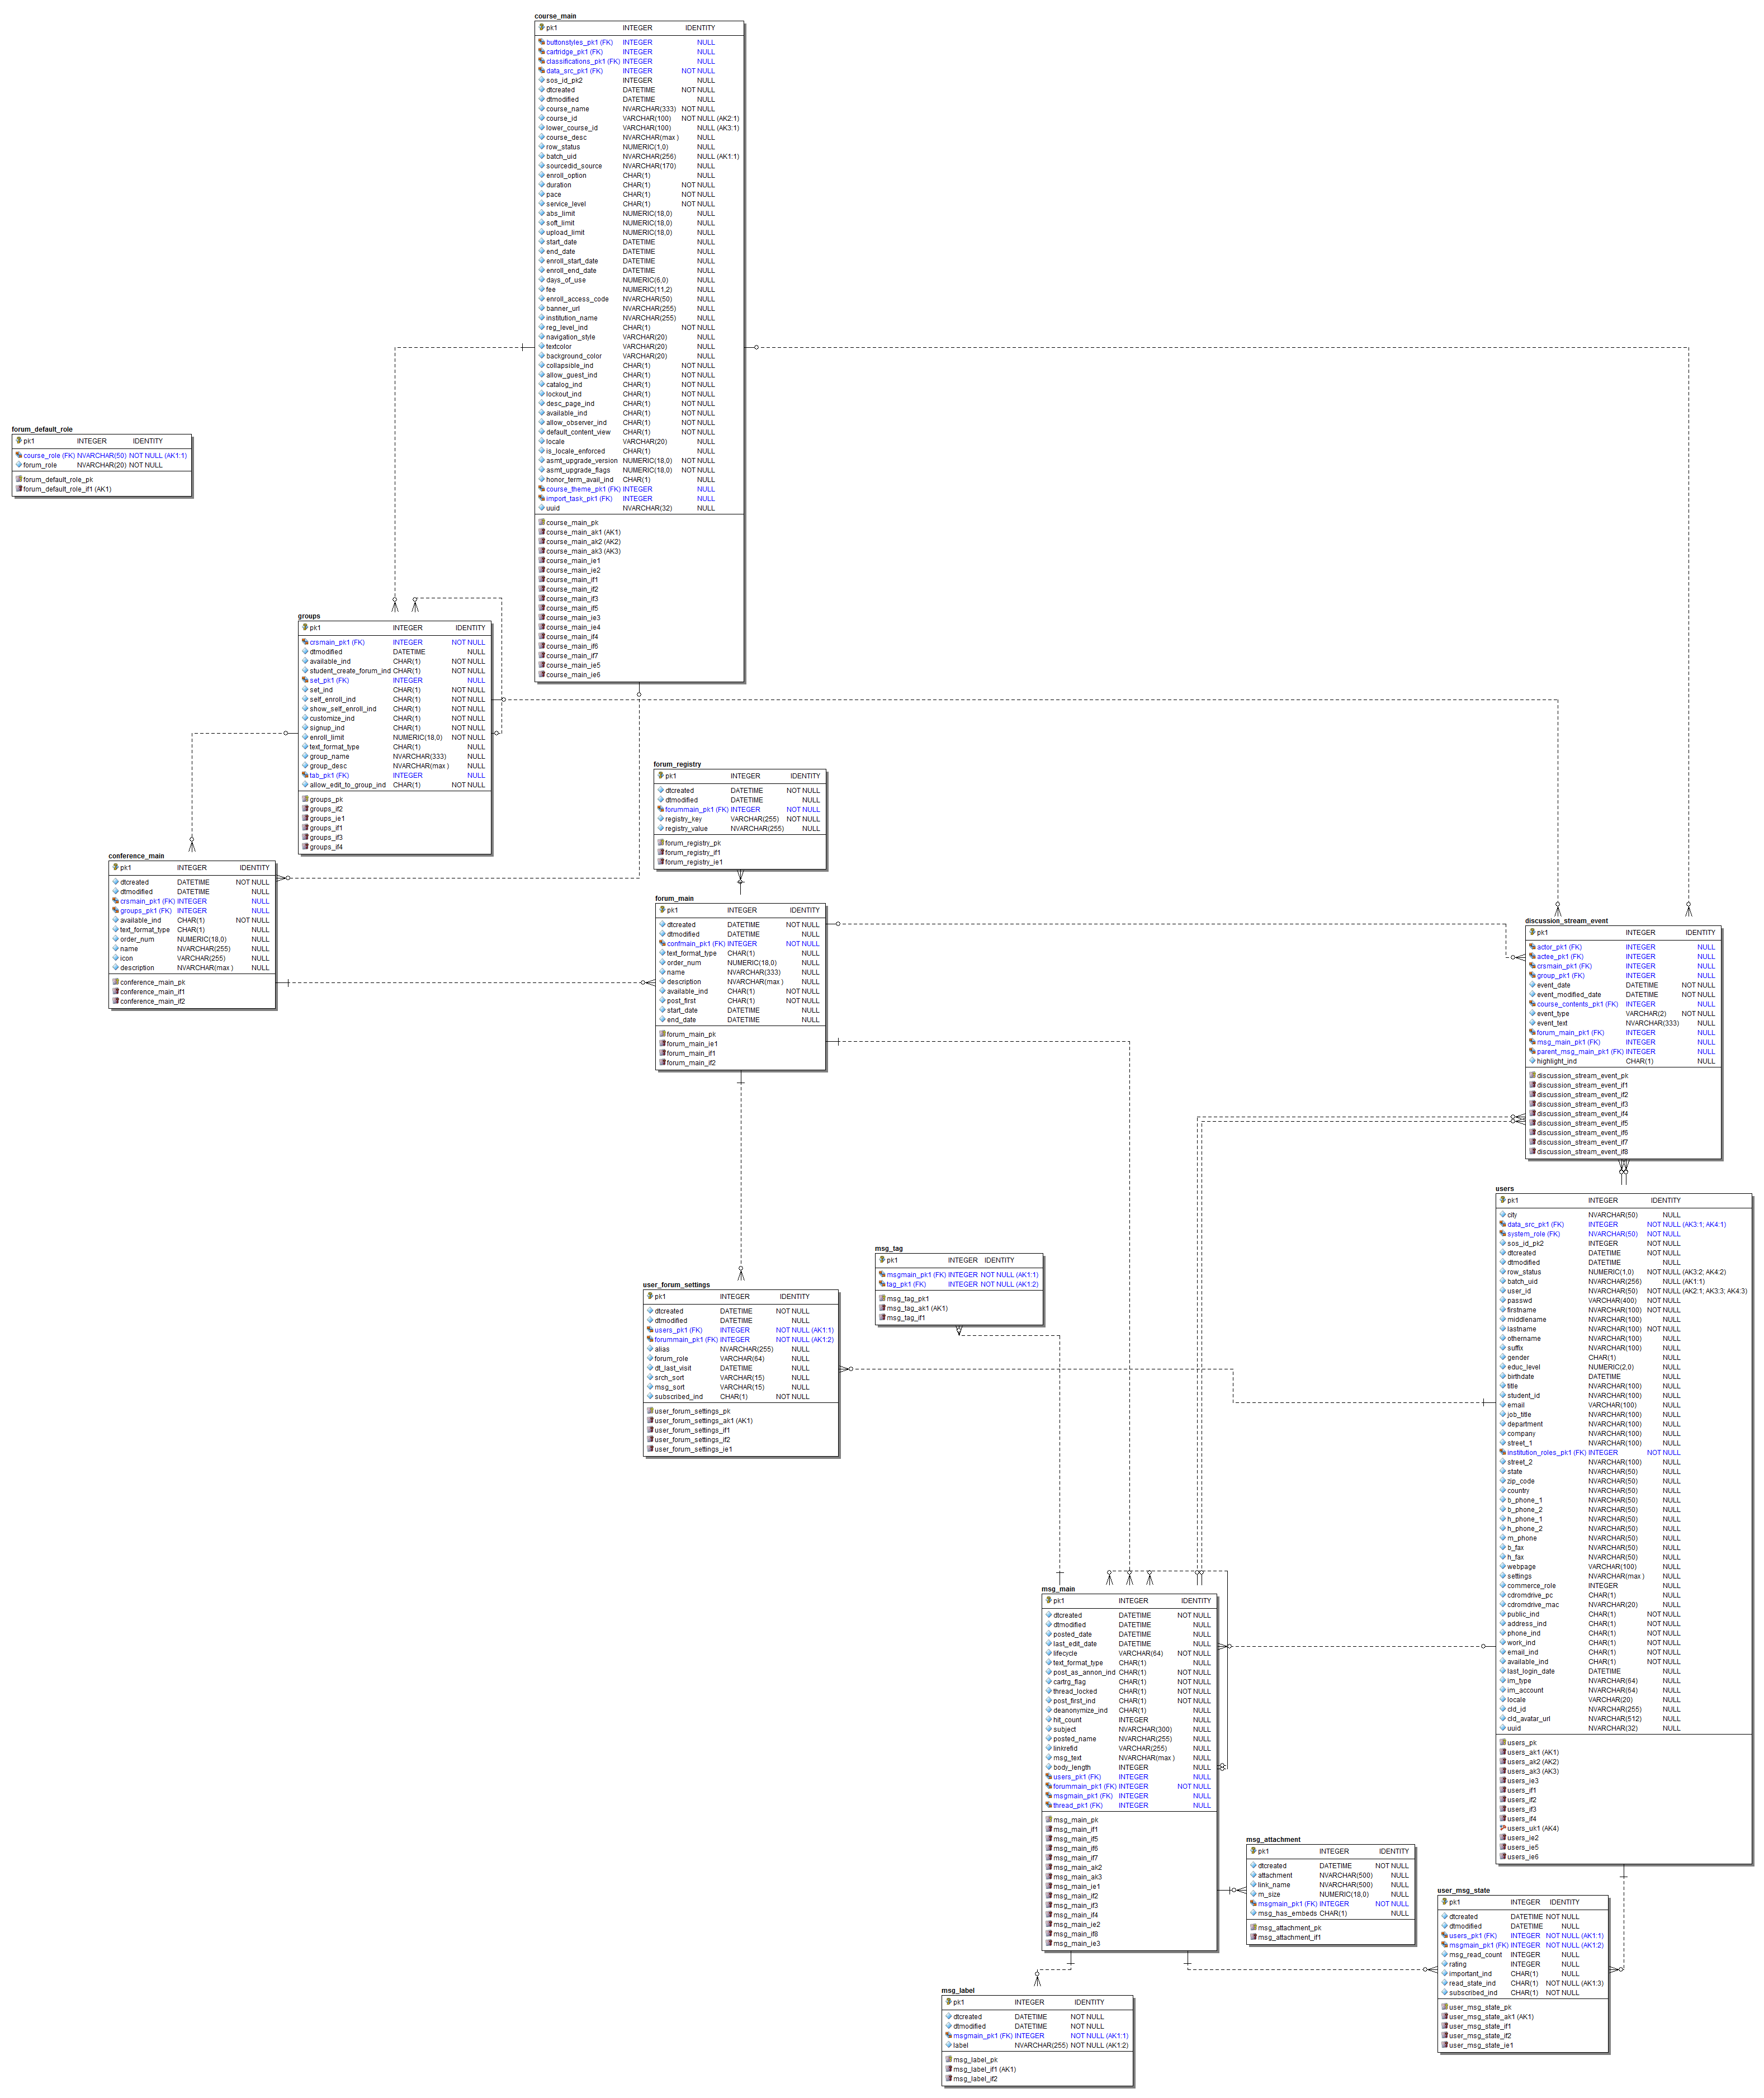 course_main
pk1 INTEGER IDENTITY
buttonstyles_pk1 (FK) INTEGER NULL
cartridge_pk1 (FK) INTEGER NULL
classifications_pk1 (FK) INTEGER NULL
data_src_pk1 (FK) INTEGER NOT NULL
sos_id_pk2 INTEGER NULL
dtcreated DATETIME NOT NULL
dtmodified DATETIME NULL
course_name NVARCHAR(333) NOT NULL
course_id VARCHAR(100) NOT NULL (AK2:1)
lower_course_id VARCHAR(100) NULL (AK3:1)
course_desc NVARCHAR(max ) NULL
row_status NUMERIC(1,0) NULL
batch_uid NVARCHAR(256) NULL (AK1:1)
sourcedid_source NVARCHAR(170) NULL
enroll_option CHAR(1) NULL
duration CHAR(1) NOT NULL
pace CHAR(1) NOT NULL
service_level CHAR(1) NOT NULL
abs_limit NUMERIC(18,0) NULL
soft_limit NUMERIC(18,0) NULL
upload_limit NUMERIC(18,0) NULL
start_date DATETIME NULL
end_date DATETIME NULL
enroll_start_date DATETIME NULL
enroll_end_date DATETIME NULL
days_of_use NUMERIC(6,0) NULL
fee NUMERIC(11,2) NULL
enroll_access_code NVARCHAR(50) NULL
banner_url NVARCHAR(255) NULL
institution_name NVARCHAR(255) NULL
reg_level_ind CHAR(1) NOT NULL
navigation_style VARCHAR(20) NULL
textcolor VARCHAR(20) NULL
background_color VARCHAR(20) NULL
collapsible_ind CHAR(1) NOT NULL
allow_guest_ind CHAR(1) NOT NULL
catalog_ind CHAR(1) NOT NULL
lockout_ind CHAR(1) NOT NULL
desc_page_ind CHAR(1) NOT NULL
available_ind CHAR(1) NOT NULL
allow_observer_ind CHAR(1) NOT NULL
default_content_view CHAR(1) NOT NULL
locale VARCHAR(20) NULL
is_locale_enforced CHAR(1) NULL
asmt_upgrade_version NUMERIC(18,0) NOT NULL
asmt_upgrade_flags NUMERIC(18,0) NOT NULL
honor_term_avail_ind CHAR(1) NULL
course_theme_pk1 (FK) INTEGER NULL
import_task_pk1 (FK) INTEGER NULL
uuid NVARCHAR(32) NULL
course_main_pk
course_main_ak1 (AK1)
course_main_ak2 (AK2)
course_main_ak3 (AK3)
course_main_ie1
course_main_ie2
course_main_if1
course_main_if2
course_main_if3
course_main_if5
course_main_ie3
course_main_ie4
course_main_if4
course_main_if6
course_main_if7
course_main_ie5
course_main_ie6
forum_default_role
pk1 INTEGER IDENTITY
course_role (FK) NVARCHAR(50) NOT NULL (AK1:1)
forum_role NVARCHAR(20) NOT NULL
forum_default_role_pk
forum_default_role_if1 (AK1)
groups
pk1 INTEGER IDENTITY
crsmain_pk1 (FK) INTEGER NOT NULL
dtmodified DATETIME NULL
available_ind CHAR(1) NOT NULL
student_create_forum_ind CHAR(1) NOT NULL
set_pk1 (FK) INTEGER NULL
set_ind CHAR(1) NOT NULL
self_enroll_ind CHAR(1) NOT NULL
show_self_enroll_ind CHAR(1) NOT NULL
customize_ind CHAR(1) NOT NULL
signup_ind CHAR(1) NOT NULL
enroll_limit NUMERIC(18,0) NOT NULL
text_format_type CHAR(1) NULL
group_name NVARCHAR(333) NULL
group_desc NVARCHAR(max ) NULL
tab_pk1 (FK) INTEGER NULL
allow_edit_to_group_ind CHAR(1) NOT NULL
groups_pk
groups_if2
groups_ie1
groups_if1
groups_if3
groups_if4
forum_registry
pk1 INTEGER IDENTITY
dtcreated DATETIME NOT NULL
dtmodified DATETIME NULL
forummain_pk1 (FK) INTEGER NOT NULL
registry_key VARCHAR(255) NOT NULL
registry_value NVARCHAR(255) NULL
forum_registry_pk
forum_registry_if1
forum_registry_ie1
conference_main
pk1 INTEGER IDENTITY
dtcreated DATETIME NOT NULL
dtmodified DATETIME NULL
crsmain_pk1 (FK) INTEGER NULL
groups_pk1 (FK) INTEGER NULL
available_ind CHAR(1) NOT NULL
text_format_type CHAR(1) NULL
order_num NUMERIC(18,0) NULL
name NVARCHAR(255) NULL
icon VARCHAR(255) NULL
description NVARCHAR(max ) NULL
conference_main_pk
conference_main_if1
conference_main_if2
forum_main
pk1 INTEGER IDENTITY
dtcreated DATETIME NOT NULL
dtmodified DATETIME NULL
confmain_pk1 (FK) INTEGER NOT NULL
text_format_type CHAR(1) NULL
order_num NUMERIC(18,0) NULL
name NVARCHAR(333) NULL
description NVARCHAR(max ) NULL
available_ind CHAR(1) NOT NULL
post_first CHAR(1) NOT NULL
start_date DATETIME NULL
end_date DATETIME NULL
forum_main_pk
forum_main_ie1
forum_main_if1
forum_main_if2
discussion_stream_event
pk1 INTEGER IDENTITY
actor_pk1 (FK) INTEGER NULL
actee_pk1 (FK) INTEGER NULL
crsmain_pk1 (FK) INTEGER NULL
group_pk1 (FK) INTEGER NULL
event_date DATETIME NOT NULL
event_modified_date DATETIME NOT NULL
course_contents_pk1 (FK) INTEGER NULL
event_type VARCHAR(2) NOT NULL
event_text NVARCHAR(333) NULL
forum_main_pk1 (FK) INTEGER NULL
msg_main_pk1 (FK) INTEGER NULL
parent_msg_main_pk1 (FK) INTEGER NULL
highlight_ind CHAR(1) NULL
discussion_stream_event_pk
discussion_stream_event_if1
discussion_stream_event_if2
discussion_stream_event_if3
discussion_stream_event_if4
discussion_stream_event_if5
discussion_stream_event_if6
discussion_stream_event_if7
discussion_stream_event_if8
users
pk1 INTEGER IDENTITY
city NVARCHAR(50) NULL
data_src_pk1 (FK) INTEGER NOT NULL (AK3:1; AK4:1)
system_role (FK) NVARCHAR(50) NOT NULL
sos_id_pk2 INTEGER NOT NULL
dtcreated DATETIME NOT NULL
dtmodified DATETIME NULL
row_status NUMERIC(1,0) NOT NULL (AK3:2; AK4:2)
batch_uid NVARCHAR(256) NULL (AK1:1)
user_id NVARCHAR(50) NOT NULL (AK2:1; AK3:3; AK4:3)
passwd VARCHAR(400) NOT NULL
firstname NVARCHAR(100) NOT NULL
middlename NVARCHAR(100) NULL
lastname NVARCHAR(100) NOT NULL
othername NVARCHAR(100) NULL
suffix NVARCHAR(100) NULL
gender CHAR(1) NULL
educ_level NUMERIC(2,0) NULL
birthdate DATETIME NULL
title NVARCHAR(100) NULL
student_id NVARCHAR(100) NULL
email VARCHAR(100) NULL
job_title NVARCHAR(100) NULL
department NVARCHAR(100) NULL
company NVARCHAR(100) NULL
street_1 NVARCHAR(100) NULL
institution_roles_pk1 (FK) INTEGER NOT NULL
street_2 NVARCHAR(100) NULL
state NVARCHAR(50) NULL
zip_code NVARCHAR(50) NULL
country NVARCHAR(50) NULL
b_phone_1 NVARCHAR(50) NULL
b_phone_2 NVARCHAR(50) NULL
h_phone_1 NVARCHAR(50) NULL
h_phone_2 NVARCHAR(50) NULL
m_phone NVARCHAR(50) NULL
b_fax NVARCHAR(50) NULL
h_fax NVARCHAR(50) NULL
webpage VARCHAR(100) NULL
settings NVARCHAR(max ) NULL
commerce_role INTEGER NULL
cdromdrive_pc CHAR(1) NULL
cdromdrive_mac NVARCHAR(20) NULL
public_ind CHAR(1) NOT NULL
address_ind CHAR(1) NOT NULL
phone_ind CHAR(1) NOT NULL
work_ind CHAR(1) NOT NULL
email_ind CHAR(1) NOT NULL
available_ind CHAR(1) NOT NULL
last_login_date DATETIME NULL
im_type NVARCHAR(64) NULL
im_account NVARCHAR(64) NULL
locale VARCHAR(20) NULL
cld_id NVARCHAR(255) NULL
cld_avatar_url NVARCHAR(512) NULL
uuid NVARCHAR(32) NULL
users_pk
users_ak1 (AK1)
users_ak2 (AK2)
users_ak3 (AK3)
users_ie3
users_if1
users_if2
users_if3
users_if4
users_uk1 (AK4)
users_ie2
users_ie5
users_ie6
msg_tag
pk1 INTEGER IDENTITY
msgmain_pk1 (FK) INTEGER NOT NULL (AK1:1)
tag_pk1 (FK) INTEGER NOT NULL (AK1:2)
msg_tag_pk1
msg_tag_ak1 (AK1)
msg_tag_if1
user_forum_settings
pk1 INTEGER IDENTITY
dtcreated DATETIME NOT NULL
dtmodified DATETIME NULL
users_pk1 (FK) INTEGER NOT NULL (AK1:1)
forummain_pk1 (FK) INTEGER NOT NULL (AK1:2)
alias NVARCHAR(255) NULL
forum_role VARCHAR(64) NULL
dt_last_visit DATETIME NULL
srch_sort VARCHAR(15) NULL
msg_sort VARCHAR(15) NULL
subscribed_ind CHAR(1) NOT NULL
user_forum_settings_pk
user_forum_settings_ak1 (AK1)
user_forum_settings_if1
user_forum_settings_if2
user_forum_settings_ie1
msg_main
pk1 INTEGER IDENTITY
dtcreated DATETIME NOT NULL
dtmodified DATETIME NULL
posted_date DATETIME NULL
last_edit_date DATETIME NULL
lifecycle VARCHAR(64) NOT NULL
text_format_type CHAR(1) NULL
post_as_annon_ind CHAR(1) NOT NULL
cartrg_flag CHAR(1) NOT NULL
thread_locked CHAR(1) NOT NULL
post_first_ind CHAR(1) NOT NULL
deanonymize_ind CHAR(1) NULL
hit_count INTEGER NULL
subject NVARCHAR(300) NULL
posted_name NVARCHAR(255) NULL
linkrefid VARCHAR(255) NULL
msg_text NVARCHAR(max ) NULL
body_length INTEGER NULL
users_pk1 (FK) INTEGER NULL
forummain_pk1 (FK) INTEGER NOT NULL
msgmain_pk1 (FK) INTEGER NULL
thread_pk1 (FK) INTEGER NULL
msg_main_pk
msg_main_if1
msg_main_if5
msg_main_if6
msg_main_if7
msg_main_ak2
msg_main_ak3
msg_main_ie1
msg_main_if2
msg_main_if3
msg_main_if4
msg_main_ie2
msg_main_if8
msg_main_ie3
msg_attachment
pk1 INTEGER IDENTITY
dtcreated DATETIME NOT NULL
attachment NVARCHAR(500) NULL
link_name NVARCHAR(500) NULL
m_size NUMERIC(18,0) NULL
msgmain_pk1 (FK) INTEGER NOT NULL
msg_has_embeds CHAR(1) NULL
msg_attachment_pk
msg_attachment_if1
user_msg_state
pk1 INTEGER IDENTITY
dtcreated DATETIME NOT NULL
dtmodified DATETIME NULL
users_pk1 (FK) INTEGER NOT NULL (AK1:1)
msgmain_pk1 (FK) INTEGER NOT NULL (AK1:2)
msg_read_count INTEGER NULL
rating INTEGER NULL
important_ind CHAR(1) NULL
read_state_ind CHAR(1) NOT NULL (AK1:3)
subscribed_ind CHAR(1) NOT NULL
user_msg_state_pk
user_msg_state_ak1 (AK1)
user_msg_state_if1
user_msg_state_if2
user_msg_state_ie1
msg_label
pk1 INTEGER IDENTITY
dtcreated DATETIME NOT NULL
dtmodified DATETIME NOT NULL
msgmain_pk1 (FK) INTEGER NOT NULL (AK1:1)
label NVARCHAR(255) NOT NULL (AK1:2)
msg_label_pk
msg_label_if1 (AK1)
msg_label_if2